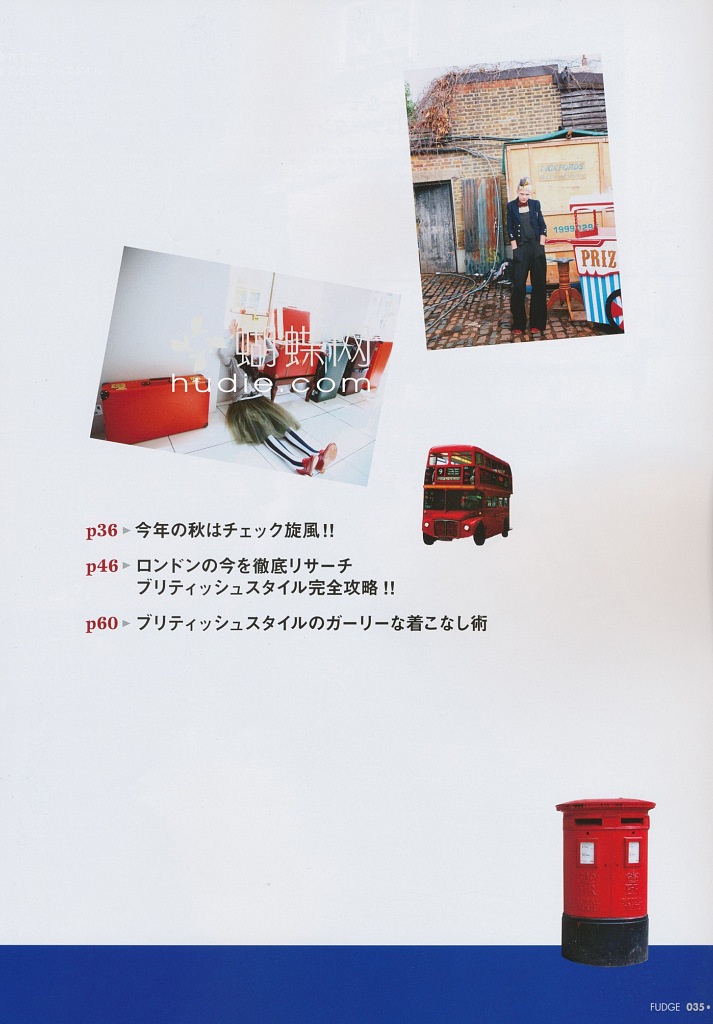 PICKFORDS
1999029
PRIZ
蝴蝶网
hudie.com
9
p36 ▶ 今年の秋はチェック旋風!!
p46 ▶ ロンドンの今を徹底リサーチ
ブリティッシュスタイル完全攻略!!
p60 ▶ ブリティッシュスタイルのガーリーな着こなし術
FUDGE 035•